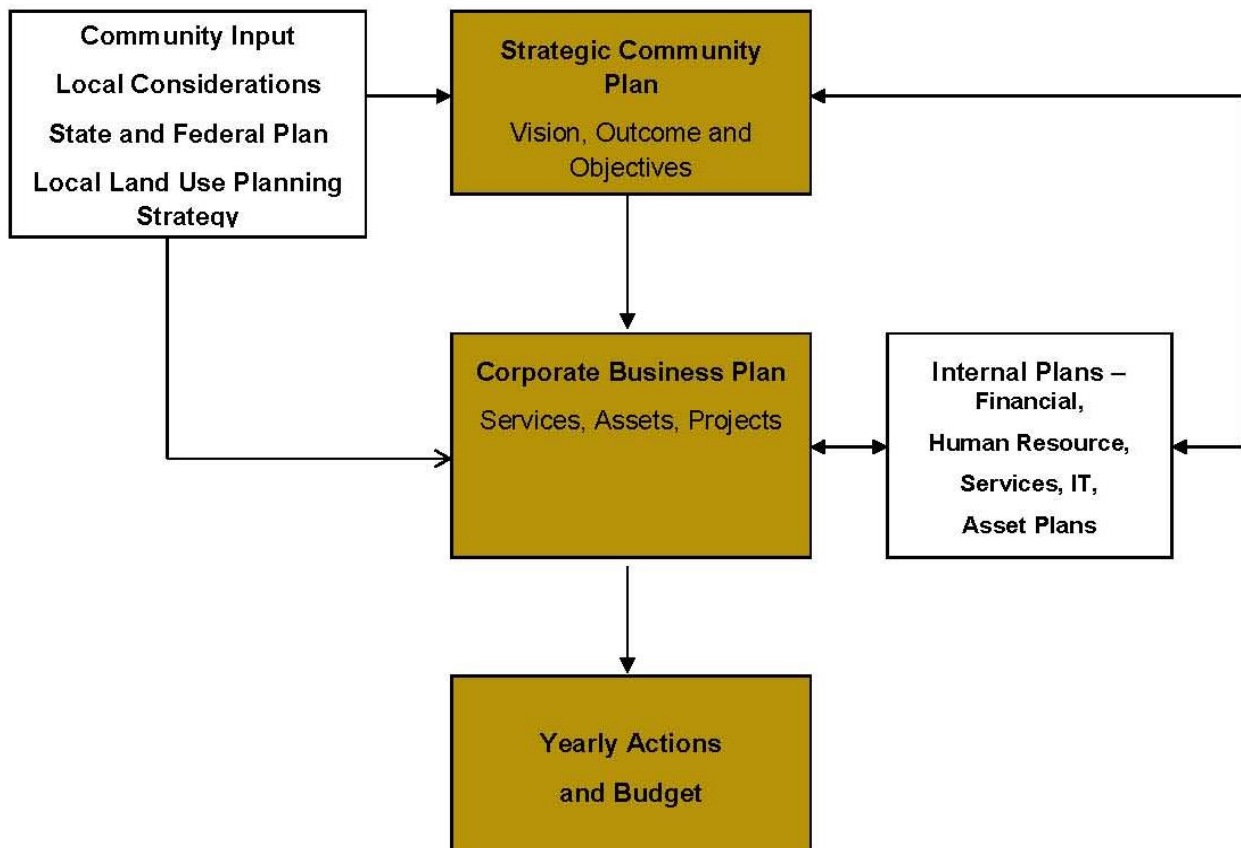 Community Input
Local Considerations
State and Federal Plan
Local Land Use Planning
Strategy
Strategic Community
Plan
Vision, Outcome and
Objectives
Corporate Business Plan
Services, Assets, Projects
Internal Plans –
Financial,
Human Resource,
Services, IT,
Asset Plans
Yearly Actions
and Budget